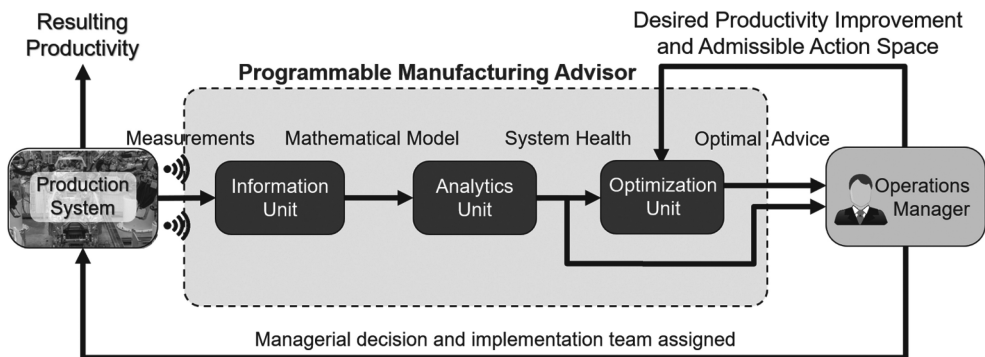 Resulting
Productivity
Desired Productivity Improvement
and Admissible Action Space
Programmable Manufacturing Advisor
Measurements
Mathematical Model
System Health
Optimal Advice
Production
System
Information
Unit
Analytics
Unit
Optimization
Unit
Operations
Manager
Managerial decision and implementation team assigned